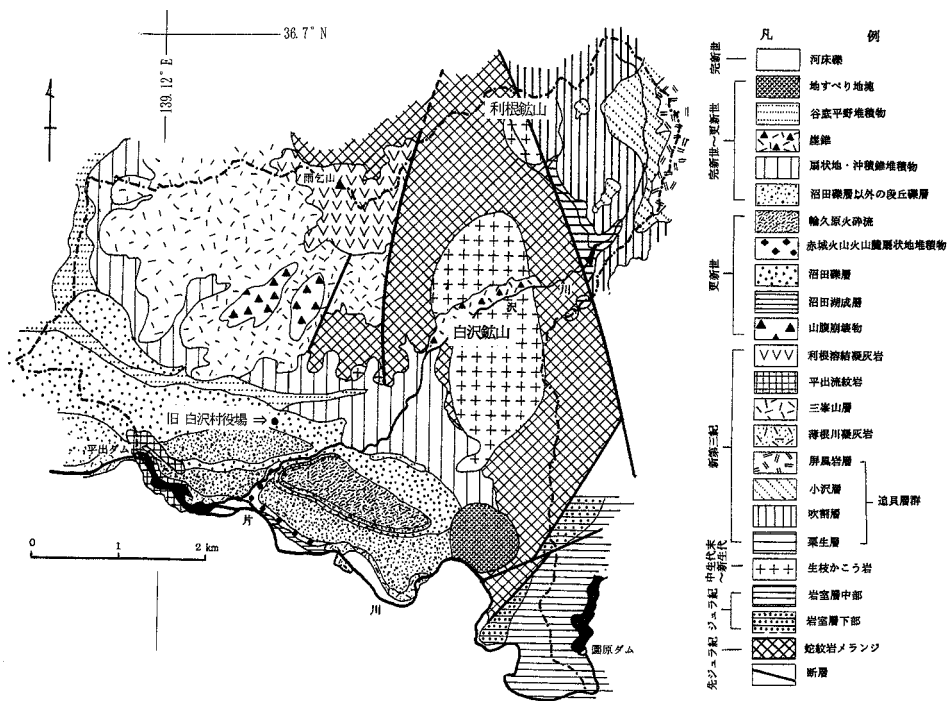 36.7°N
139.12°E
利根鉱山
雨乞山
川
沢
白沢鉱山
旧 白沢村役場 ⇒
平出ダム
片
川
0 1 2 km
薗原ダム
凡 例
完新世
河床礫
完新世~更新世
地すべり地塊
谷底平野堆積物
崖錐
扇状地・沖積錐堆積物
沼田礫層以外の段丘礫層
更新世
輪久原火砕流
赤城火山火山麓扇状地堆積物
沼田礫層
沼田湖成層
山腹崩壊物
新第三紀
利根溶結凝灰岩
平出流紋岩
三峯山層
薄根川凝灰岩
屏風岩層
小沢層
吹割層
栗生層
追貝層群
中生代末~新生代
生枝かこう岩
ジュラ紀
岩室層中部
岩室層下部
先ジュラ紀
蛇紋岩メランジ
断層